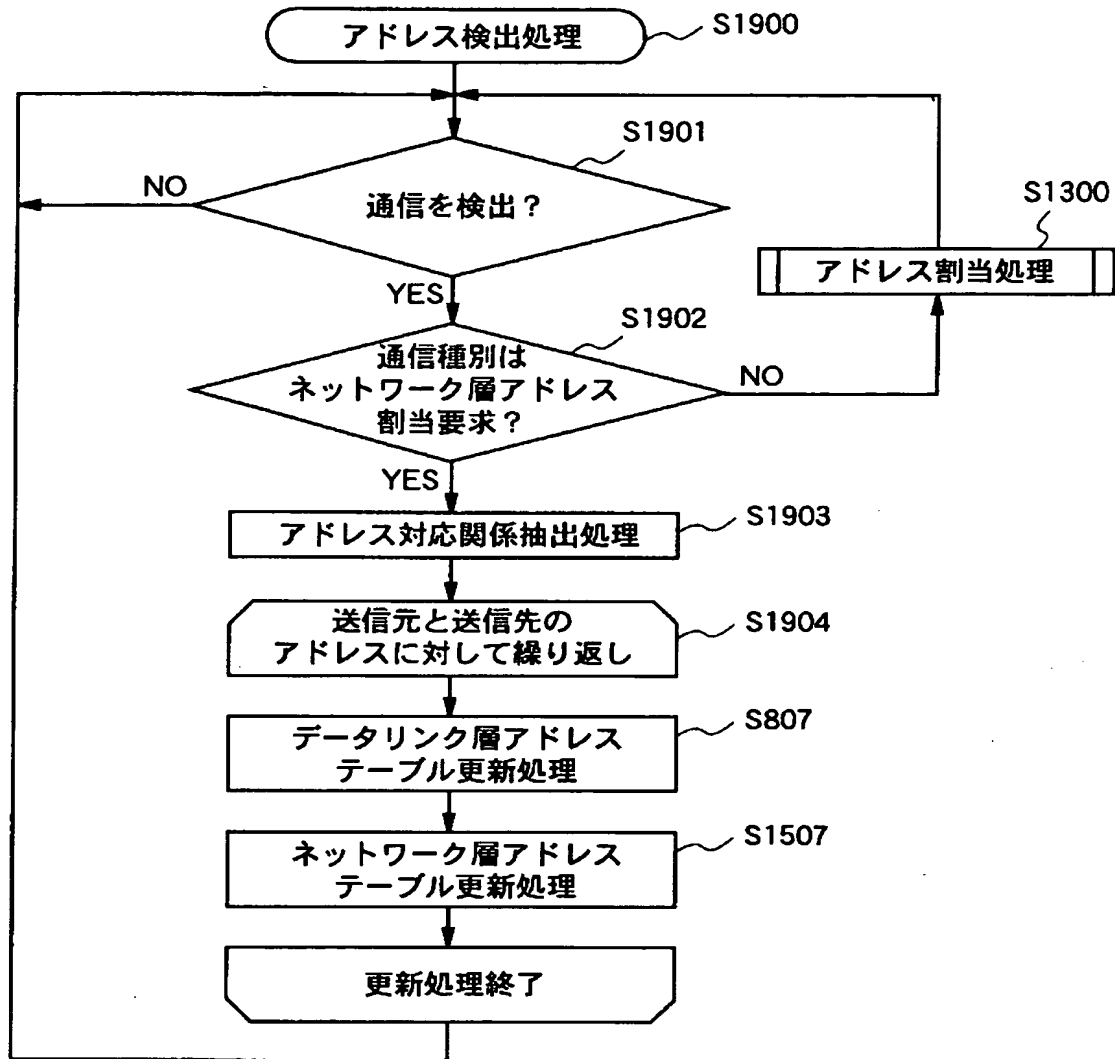 アドレス検出処理
S1900
S1901
通信を検出?
NO
YES
S1300
アドレス割当処理
S1902
通信種別は
ネットワーク層アドレス
割当要求?
NO
YES
アドレス対応関係抽出処理
S1903
送信元と送信先の
アドレスに対して繰り返し
S1904
データリンク層アドレス
テーブル更新処理
S807
ネットワーク層アドレス
テーブル更新処理
S1507
更新処理終了